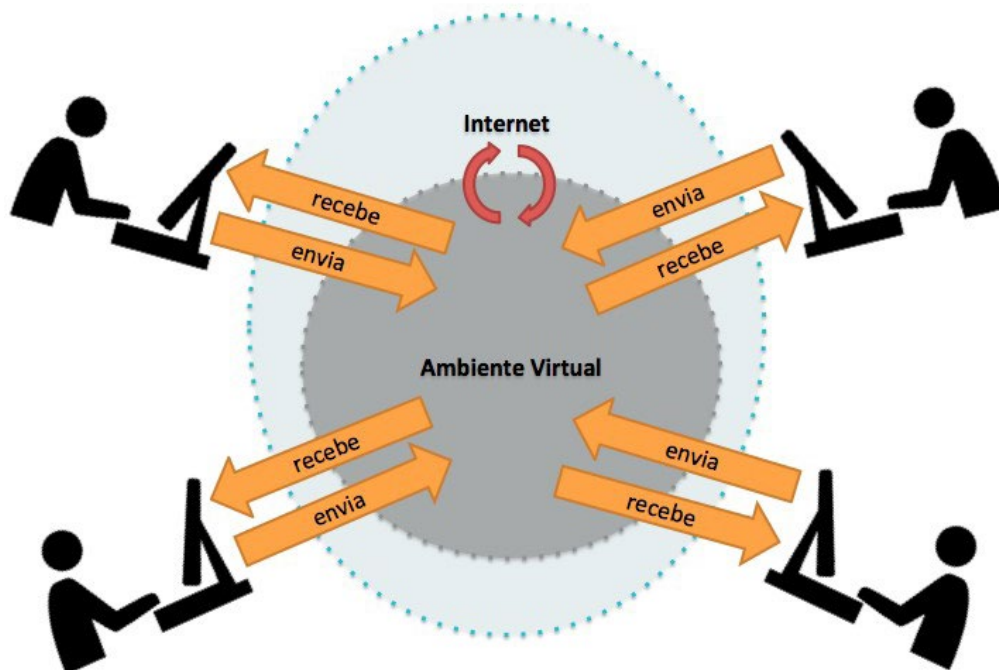 Internet
recebe
envia
envia
recebe
Ambiente Virtual
recebe
envia
envia
recebe